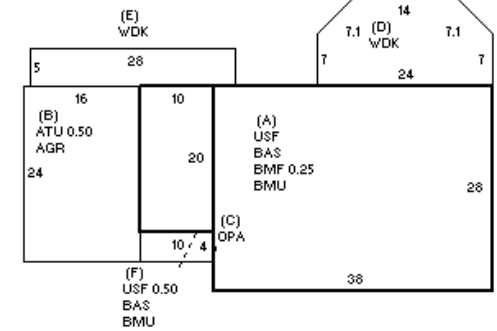 (E)
WDK
14
7.1 (D) 7.1
WDK
5 28 7 7
24
16 10
(B)
ATU 0.50
AGR
(A)
USF
BAS
BMF 0.25
BMU
20
24
28
(C)
OPA
10 4
(F)
USF 0.50
BAS
BMU
38